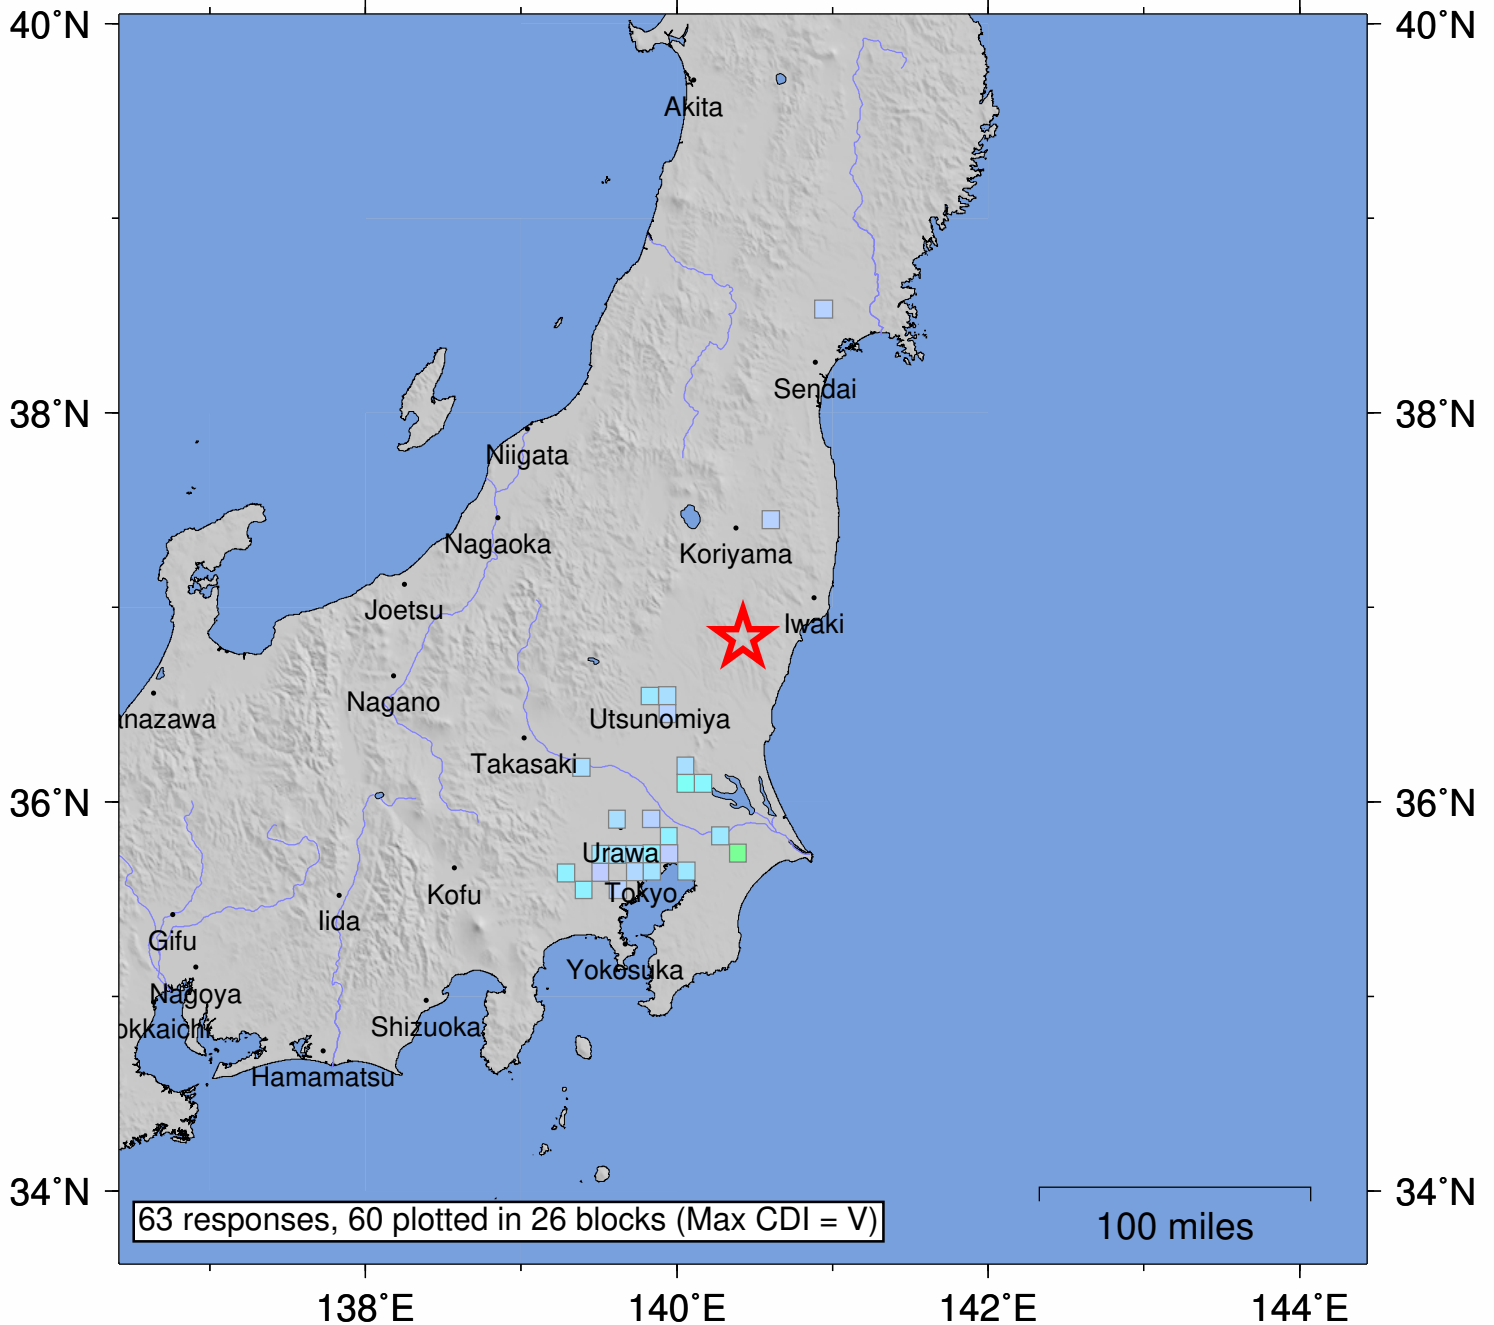 40˚N
40˚N
Akita
Sendai
38˚N
38˚N
Niigata
Nagaoka
Koriyama
Joetsu
Iwaki
Nagano
anazawa
Utsunomiya
Takasaki
36˚N
36˚N
Urawa
Kofu
Tokyo
Iida
Gifu
Yokosuka
Nagoya
okkaichi
Shizuoka
Hamamatsu
34˚N
34˚N
63 responses, 60 plotted in 26 blocks (Max CDI = V)
100 miles
138˚E
140˚E
142˚E
144˚E